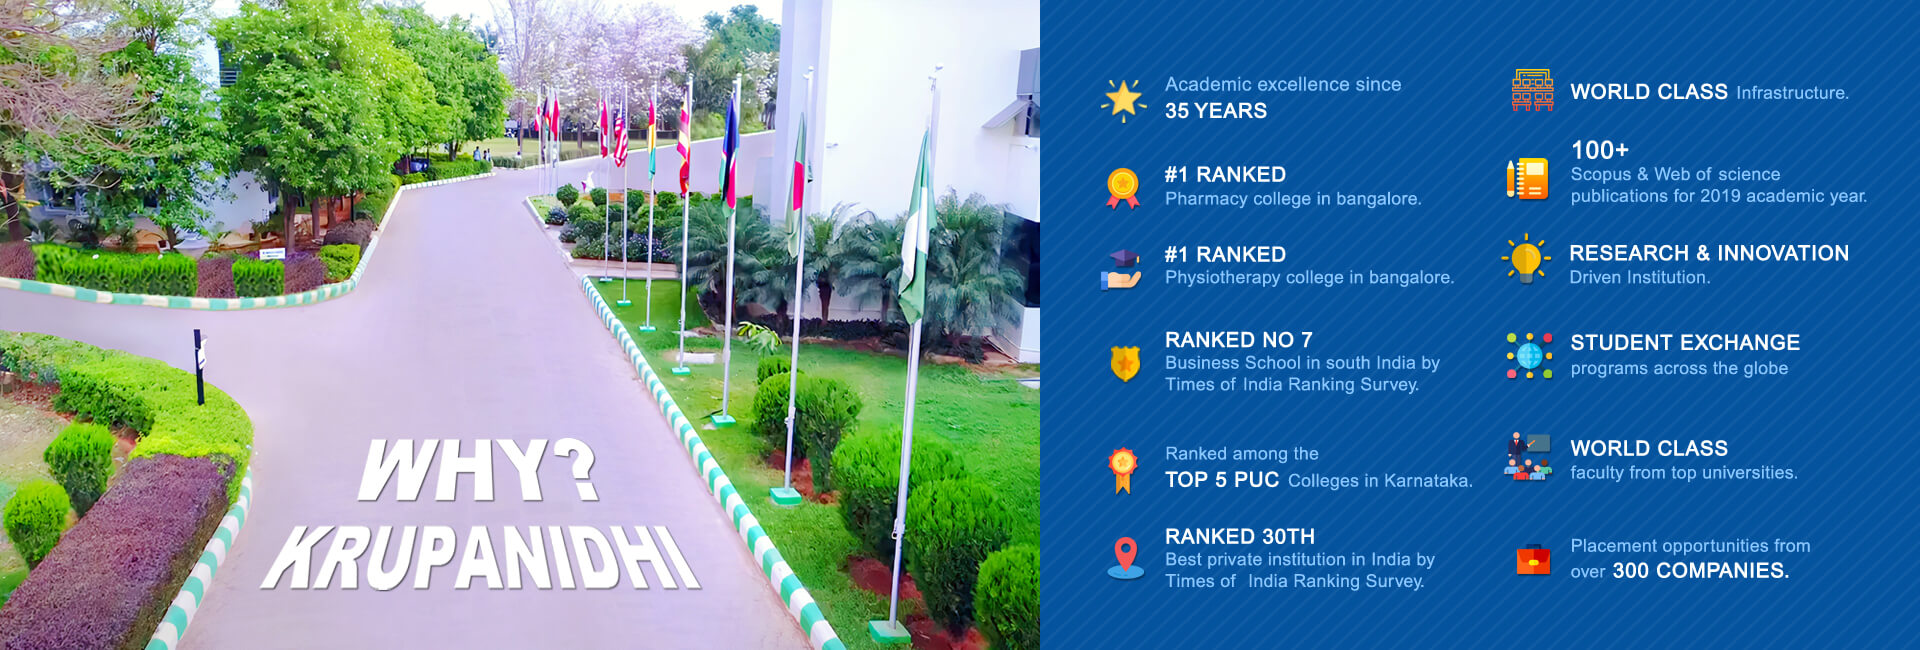 WHY?
KRUPANIDHI
Academic excellence since
35 YEARS
#1 RANKED
Pharmacy college in bangalore.
#1 RANKED
Physiotherapy college in bangalore.
RANKED NO 7
Business School in south India by
Times of India Ranking Survey.
Ranked among the
TOP 5 PUC Colleges in Karnataka.
RANKED 30TH
Best private institution in India by
Times of India Ranking Survey.
WORLD CLASS Infrastructure.
100+
Scopus & Web of science
publications for 2019 academic year.
RESEARCH & INNOVATION
Driven Institution.
STUDENT EXCHANGE
programs across the globe
WORLD CLASS
faculty from top universities.
Placement opportunities from
over 300 COMPANIES.